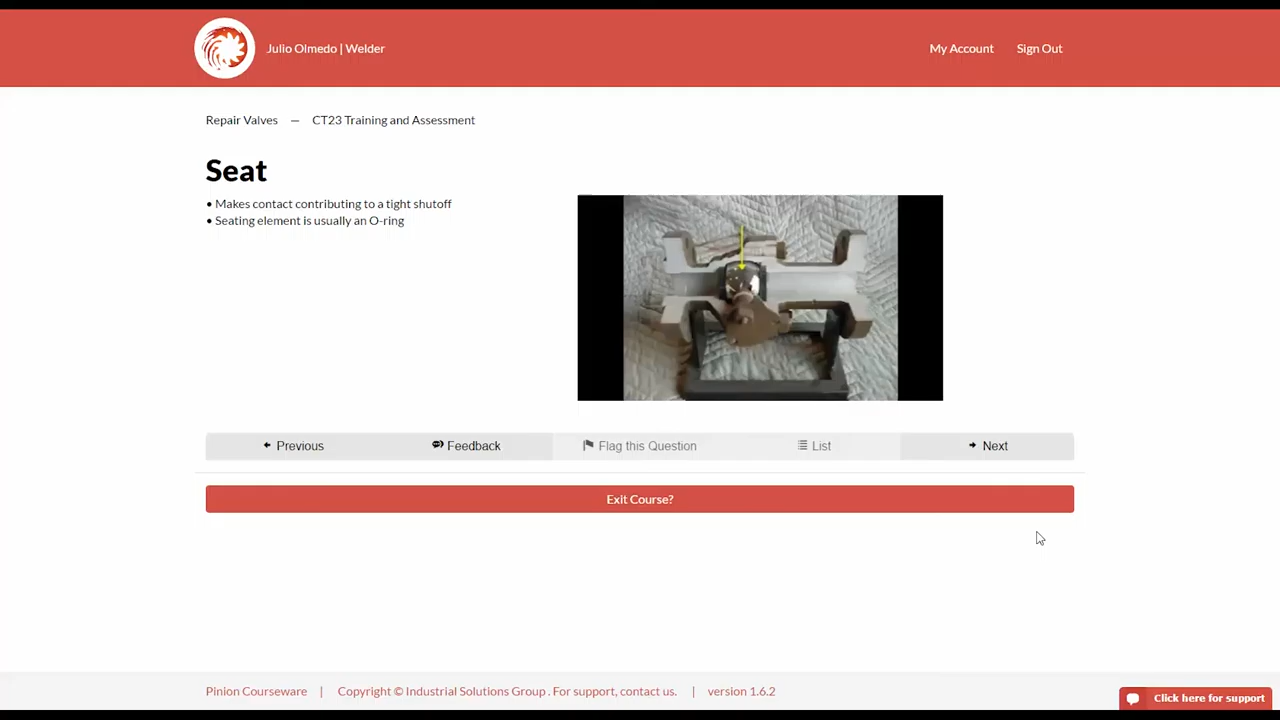 Julio Olmedo | Welder
My Account
Sign Out
Repair Valves — CT23 Training and Assessment
Seat
• Makes contact contributing to a tight shutoff
• Seating element is usually an O-ring
Previous
Feedback
Flag this Question
List
Next
Exit Course?
Pinion Courseware | Copyright © Industrial Solutions Group . For support, contact us. | version 1.6.2
Click here for support